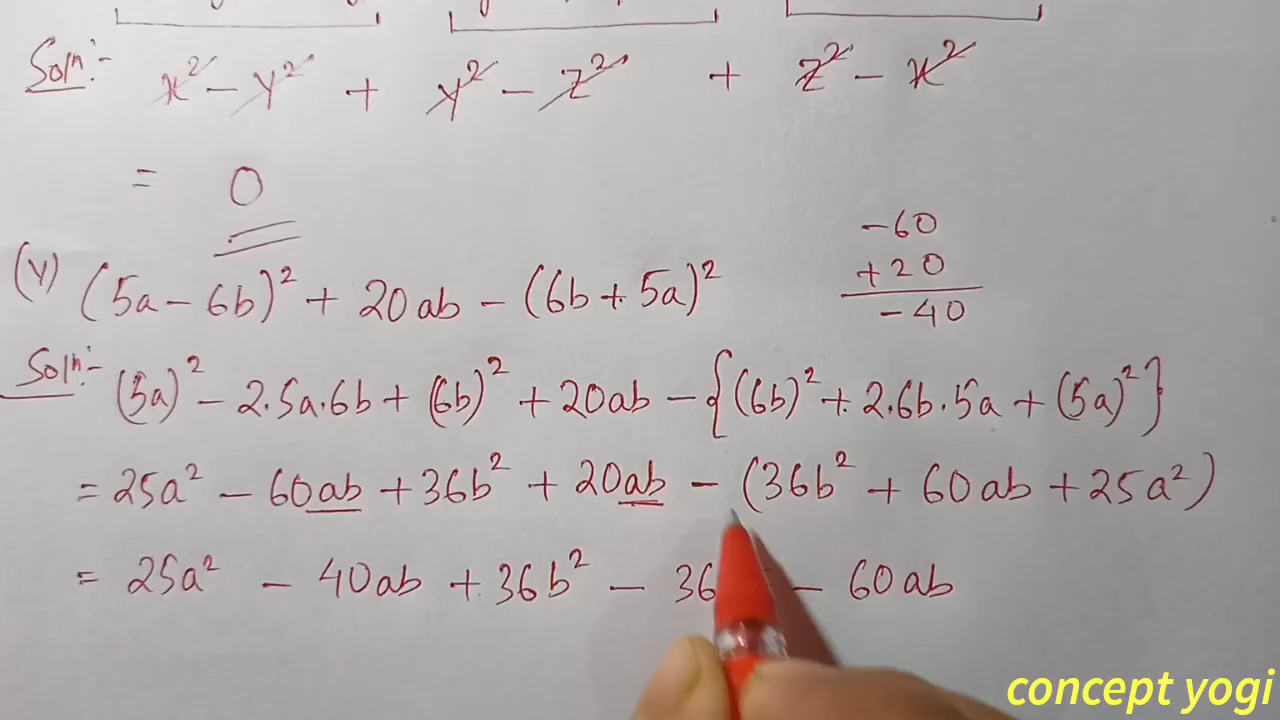 Soln:- x² - y² + y² - z² + z² - x²
= 0
(v) (5a - 6b)² + 20ab - (6b + 5a)²
-60
+20
-40
Soln:- (5a)² - 2.5a.6b + (6b)² + 20ab - {(6b)² + 2.6b.5a + (5a)²}
= 25a² - 60ab + 36b² + 20ab - (36b² + 60ab + 25a²)
= 25a² - 40ab + 36b² - 36 - 60ab
concept yogi